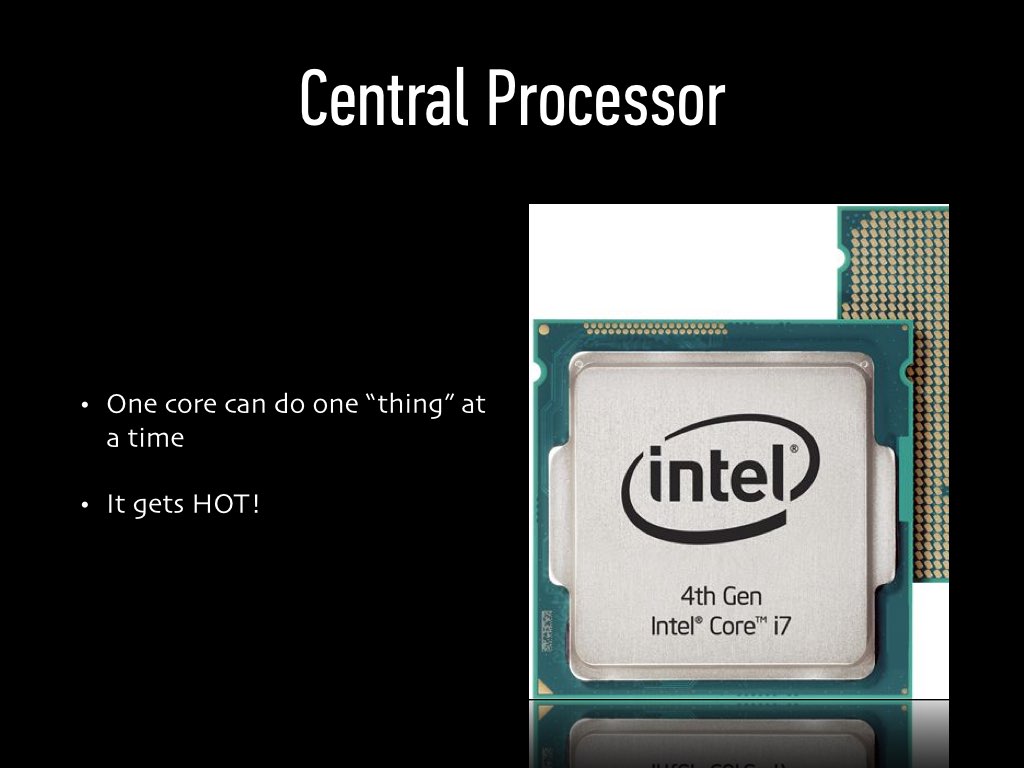 Central Processor
• One core can do one “thing” at
a time
• It gets HOT!
intel®
4th Gen
Intel® Core™ i7